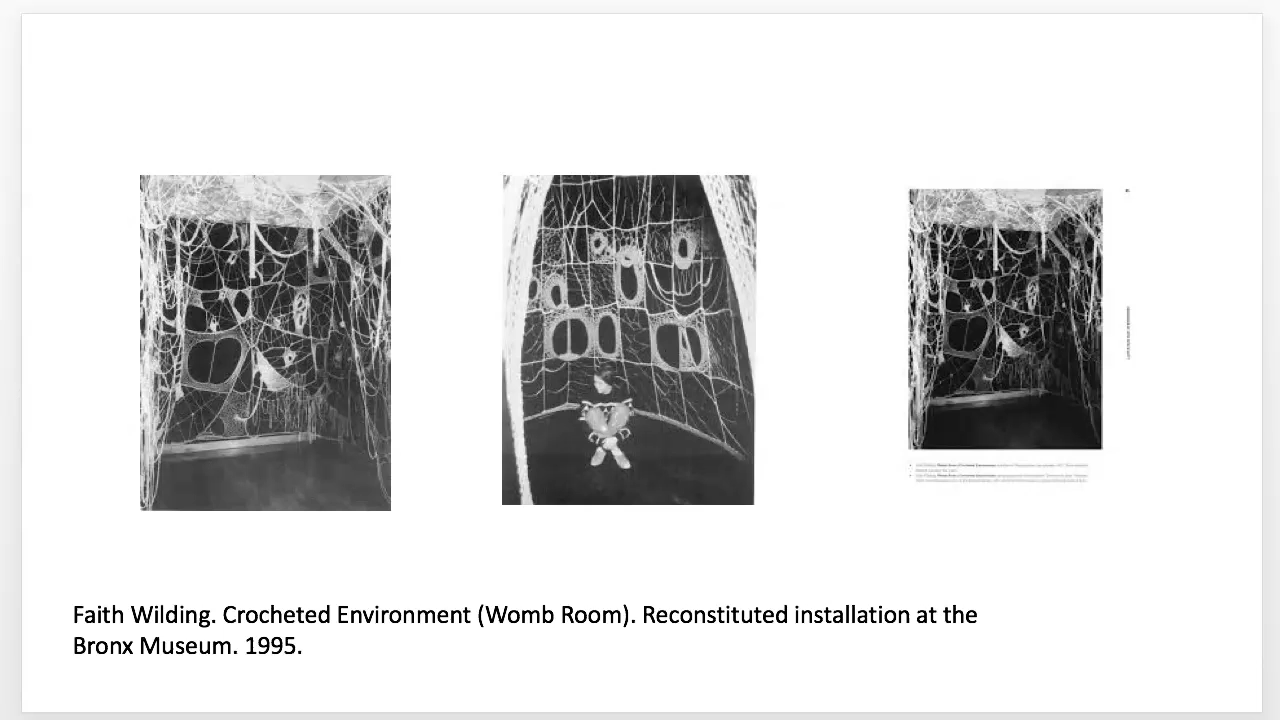 Faith Wilding. Crocheted Environment (Womb Room). Reconstituted installation at the
Bronx Museum. 1995.